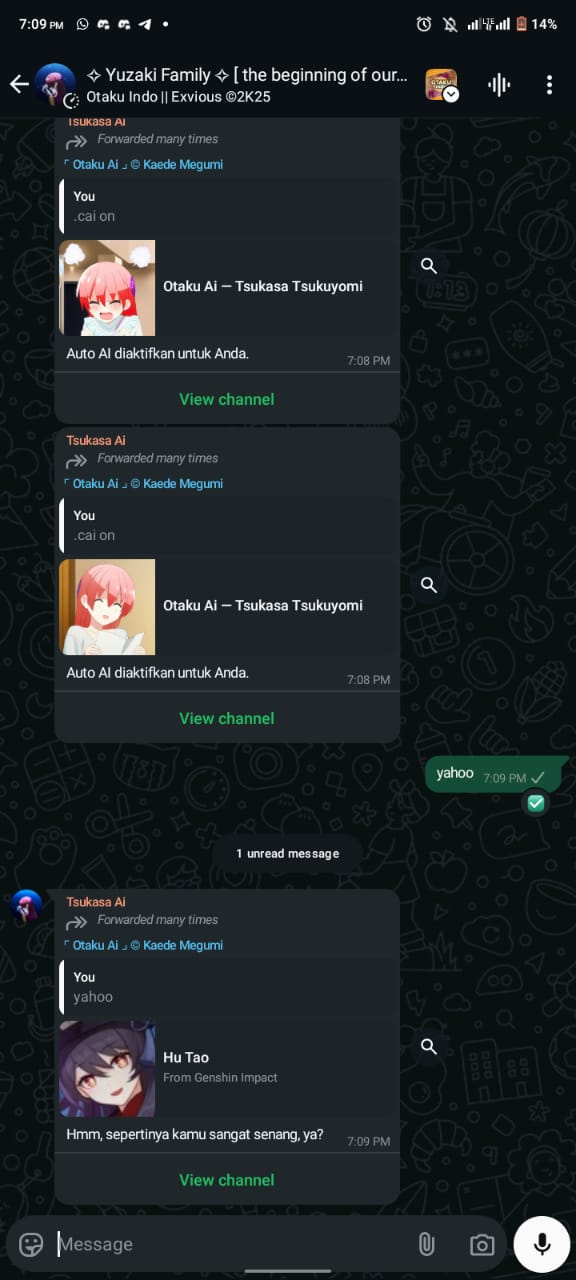 7:09 PM
14%
✧ Yuzaki Family ✧ [ the beginning of our...
Otaku Indo || Exvious ©2K25
Tsukasa Ai
Forwarded many times
「 Otaku Ai 」 © Kaede Megumi
You
.cai on
Otaku Ai — Tsukasa Tsukuyomi
Auto AI diaktifkan untuk Anda.
7:08 PM
View channel
Tsukasa Ai
Forwarded many times
「 Otaku Ai 」 © Kaede Megumi
You
.cai on
Otaku Ai — Tsukasa Tsukuyomi
Auto AI diaktifkan untuk Anda.
7:08 PM
View channel
yahoo 7:09 PM
1 unread message
Tsukasa Ai
Forwarded many times
「 Otaku Ai 」 © Kaede Megumi
You
yahoo
Hu Tao
From Genshin Impact
Hmm, sepertinya kamu sangat senang, ya?
7:09 PM
View channel
Message